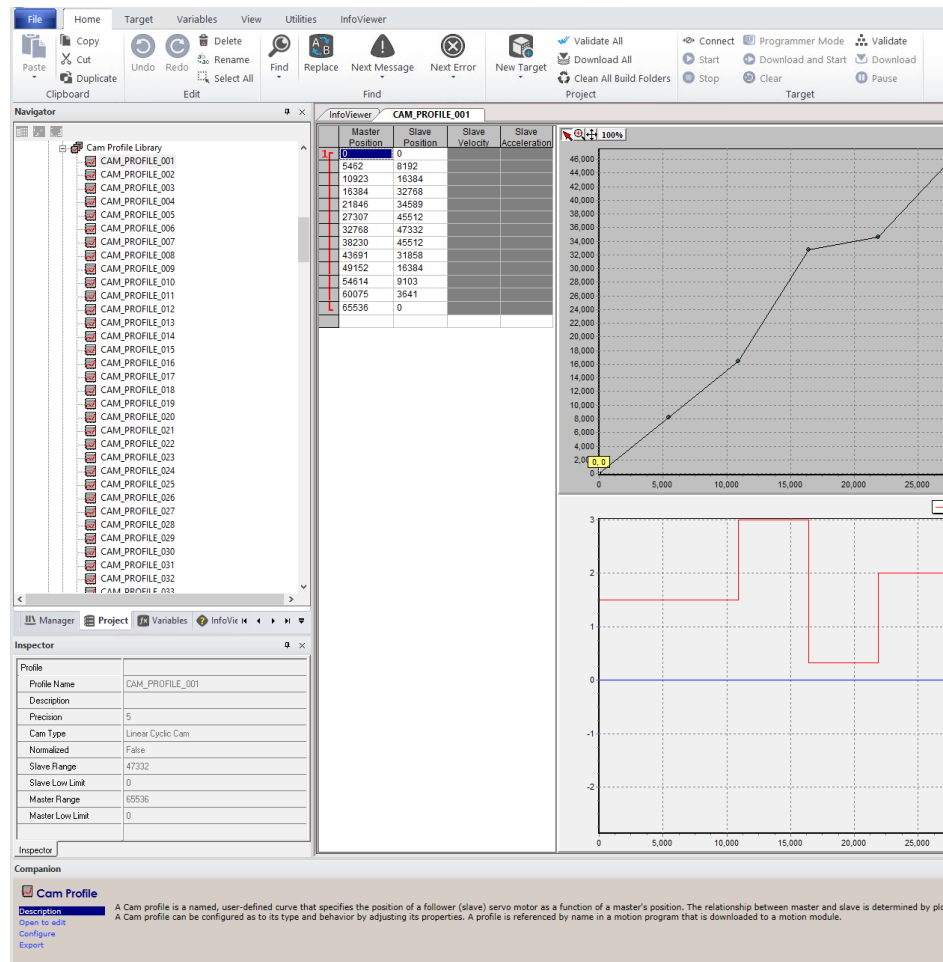 File Home Target Variables View Utilities InfoViewer
Paste Copy Cut Duplicate
Clipboard
Undo Redo Delete Rename Select All
Edit
Find Replace Next Message Next Error
Find
New Target Validate All Download All Clean All Build Folders
Project
Connect Programmer Mode Validate
Start Download and Start Download
Stop Clear Pause
Target
Navigator
Cam Profile Library
CAM_PROFILE_001
CAM_PROFILE_002
CAM_PROFILE_003
CAM_PROFILE_004
CAM_PROFILE_005
CAM_PROFILE_006
CAM_PROFILE_007
CAM_PROFILE_008
CAM_PROFILE_009
CAM_PROFILE_010
CAM_PROFILE_011
CAM_PROFILE_012
CAM_PROFILE_013
CAM_PROFILE_014
CAM_PROFILE_015
CAM_PROFILE_016
CAM_PROFILE_017
CAM_PROFILE_018
CAM_PROFILE_019
CAM_PROFILE_020
CAM_PROFILE_021
CAM_PROFILE_022
CAM_PROFILE_023
CAM_PROFILE_024
CAM_PROFILE_025
CAM_PROFILE_026
CAM_PROFILE_027
CAM_PROFILE_028
CAM_PROFILE_029
CAM_PROFILE_030
CAM_PROFILE_031
CAM_PROFILE_032
CAM_PROFILE_033
Manager Project Variables InfoVie
Inspector
Profile
Profile Name CAM_PROFILE_001
Description
Precision 5
Cam Type Linear Cyclic Cam
Normalized False
Slave Range 47332
Slave Low Limit 0
Master Range 65536
Master Low Limit 0
Inspector
InfoViewer CAM_PROFILE_001
Master Position Slave Position Slave Velocity Slave Acceleration
1 0 0
5462 8192
10923 16384
16384 32768
21846 34589
27307 45512
32768 47332
38230 45512
43691 31858
49152 16384
54614 9103
60075 3641
65536 0
100%
46,000
44,000
42,000
40,000
38,000
36,000
34,000
32,000
30,000
28,000
26,000
24,000
22,000
20,000
18,000
16,000
14,000
12,000
10,000
8,000
6,000
4,000
2,00 0, 0
0
0 5,000 10,000 15,000 20,000 25,000
3
2
1
0
-1
-2
0 5,000 10,000 15,000 20,000 25,000
Companion
Cam Profile
Description
Open to edit
Configure
Export
A Cam profile is a named, user-defined curve that specifies the position of a follower (slave) servo motor as a function of a master's position. The relationship between master and slave is determined by plo
A Cam profile can be configured as to its type and behavior by adjusting its properties. A profile is referenced by name in a motion program that is downloaded to a motion module.